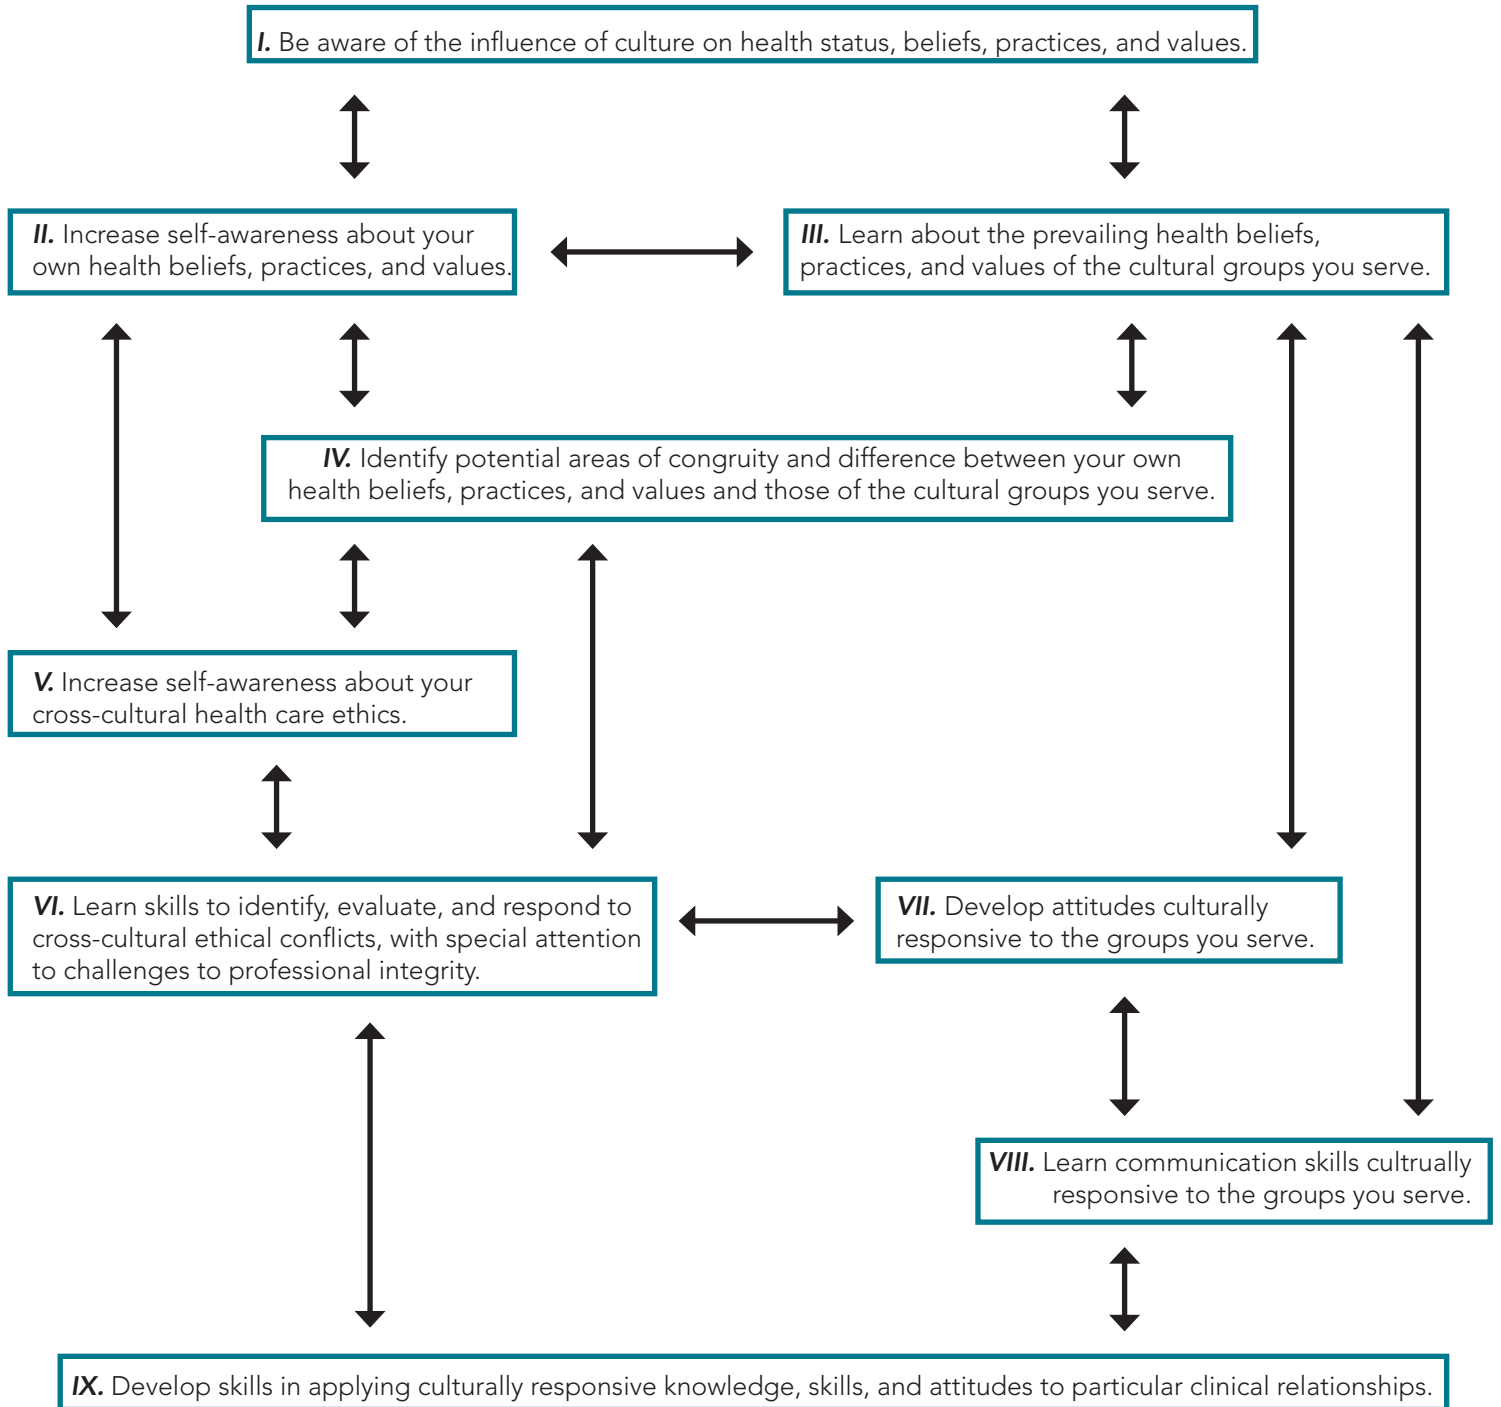 I. Be aware of the influence of culture on health status, beliefs, practices, and values.
II. Increase self-awareness about your
own health beliefs, practices, and values.
III. Learn about the prevailing health beliefs,
practices, and values of the cultural groups you serve.
IV. Identify potential areas of congruity and difference between your own
health beliefs, practices, and values and those of the cultural groups you serve.
V. Increase self-awareness about your
cross-cultural health care ethics.
VI. Learn skills to identify, evaluate, and respond to
cross-cultural ethical conflicts, with special attention
to challenges to professional integrity.
VII. Develop attitudes culturally
responsive to the groups you serve.
VIII. Learn communication skills cultrually
responsive to the groups you serve.
IX. Develop skills in applying culturally responsive knowledge, skills, and attitudes to particular clinical relationships.